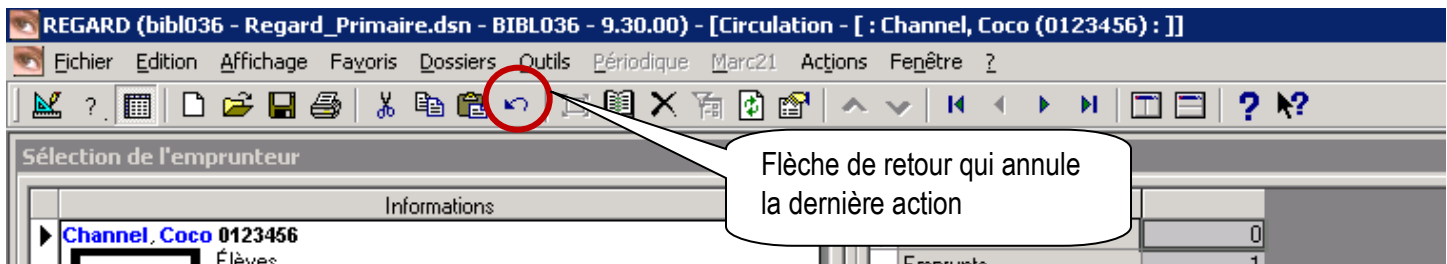 REGARD (bibl036 - Regard_Primaire.dsn - BIBL036 - 9.30.00) - [Circulation - [ : Channel, Coco (0123456) : ]]
Fichier Edition Affichage Favoris Dossiers Outils Périodique Marc21 Actions Fenêtre ?
Sélection de l'emprunteur
Flèche de retour qui annule
la dernière action
Informations
Channel, Coco 0123456
0
Élèves
Emprunts 1